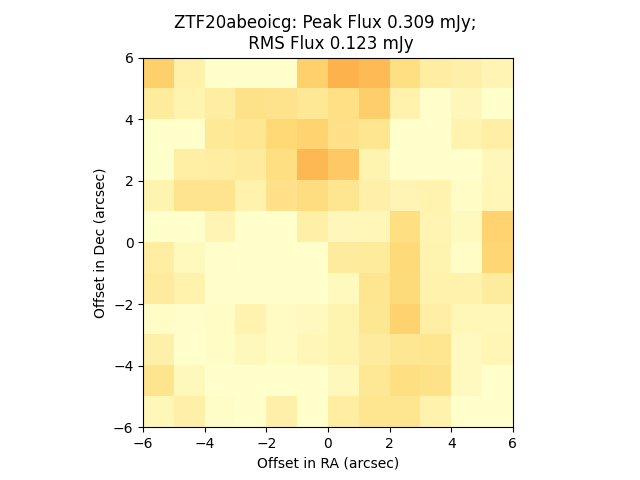 ZTF20abeoicg: Peak Flux 0.309 mJy;
RMS Flux 0.123 mJy
6
4
2
0
−2
−4
−6
Offset in Dec (arcsec)
−6 −4 −2 0 2 4 6
Offset in RA (arcsec)